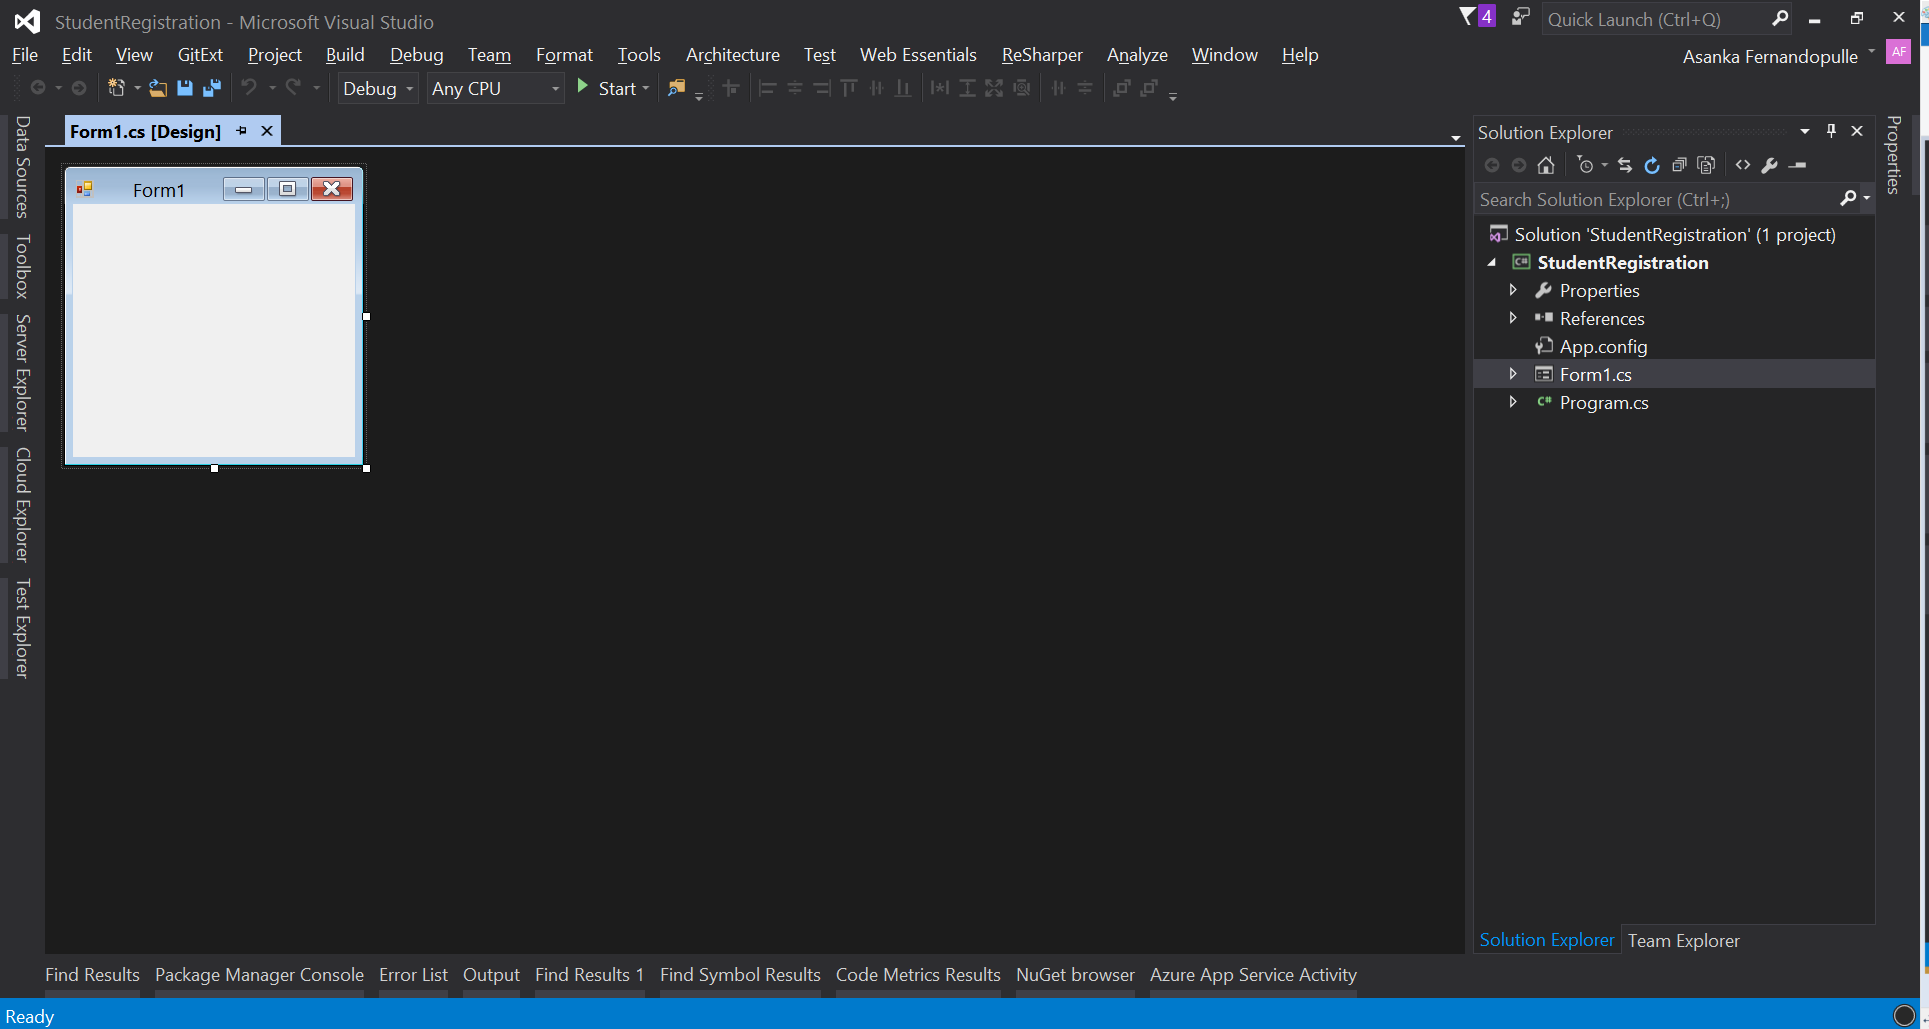 StudentRegistration - Microsoft Visual Studio
4
Quick Launch (Ctrl+Q)
File Edit View GitExt Project Build Debug Team Format Tools Architecture Test Web Essentials ReSharper Analyze Window Help
Asanka Fernandopulle
AF
Debug
Any CPU
Start
Data Sources
Toolbox
Server Explorer
Cloud Explorer
Test Explorer
Form1.cs [Design]
Form1
Solution Explorer
Search Solution Explorer (Ctrl+;)
Solution 'StudentRegistration' (1 project)
C# StudentRegistration
Properties
References
App.config
Form1.cs
C# Program.cs
Solution Explorer Team Explorer
Properties
Find Results Package Manager Console Error List Output Find Results 1 Find Symbol Results Code Metrics Results NuGet browser Azure App Service Activity
Ready